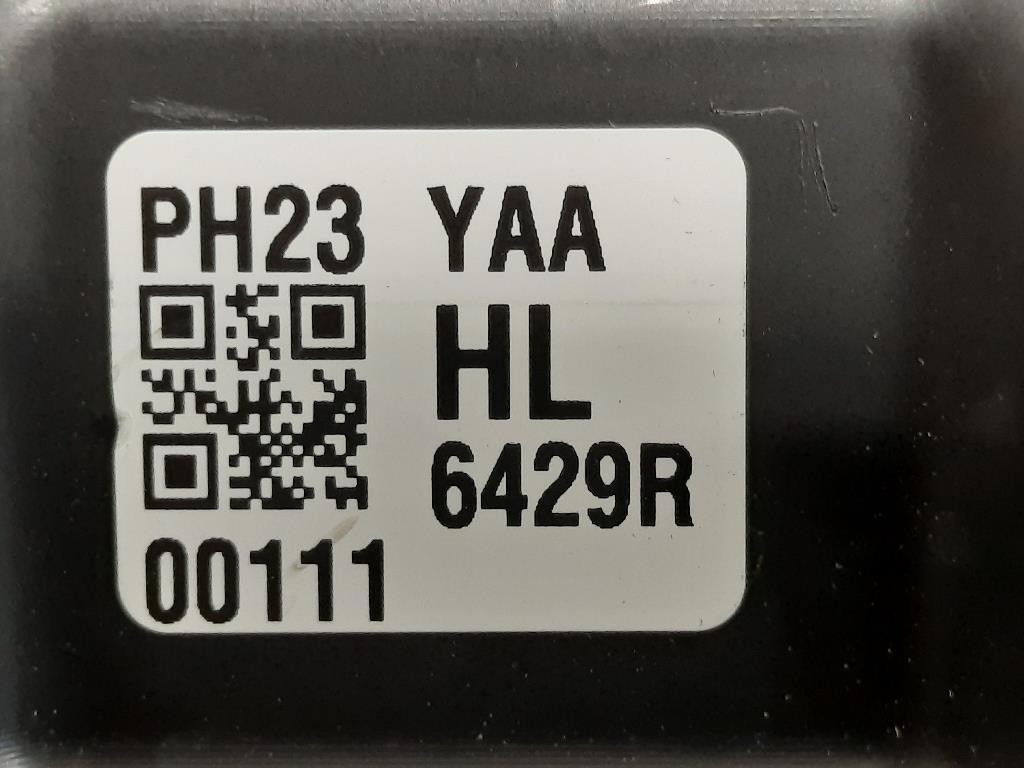 PH23 YAA
HL
6429R
00111